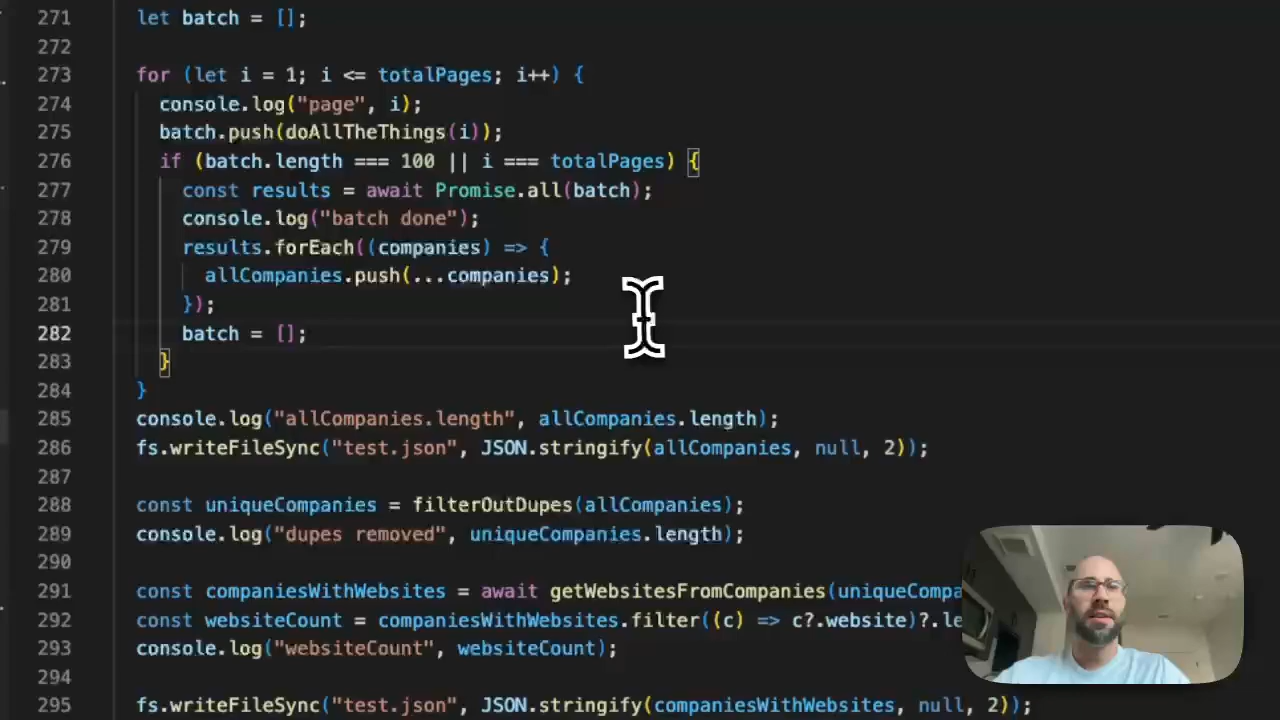 271 let batch = [];
272
273 for (let i = 1; i <= totalPages; i++) {
274 console.log("page", i);
275 batch.push(doAllTheThings(i));
276 if (batch.length === 100 || i === totalPages) {
277 const results = await Promise.all(batch);
278 console.log("batch done");
279 results.forEach((companies) => {
280 allCompanies.push(...companies);
281 });
282 batch = [];
283 }
284 }
285 console.log("allCompanies.length", allCompanies.length);
286 fs.writeFileSync("test.json", JSON.stringify(allCompanies, null, 2));
287
288 const uniqueCompanies = filterOutDupes(allCompanies);
289 console.log("dupes removed", uniqueCompanies.length);
290
291 const companiesWithWebsites = await getWebsitesFromCompanies(uniqueCompa
292 const websiteCount = companiesWithWebsites.filter((c) => c?.website)?.le
293 console.log("websiteCount", websiteCount);
294
295 fs.writeFileSync("test.json", JSON.stringify(companiesWithWebsites, null, 2));